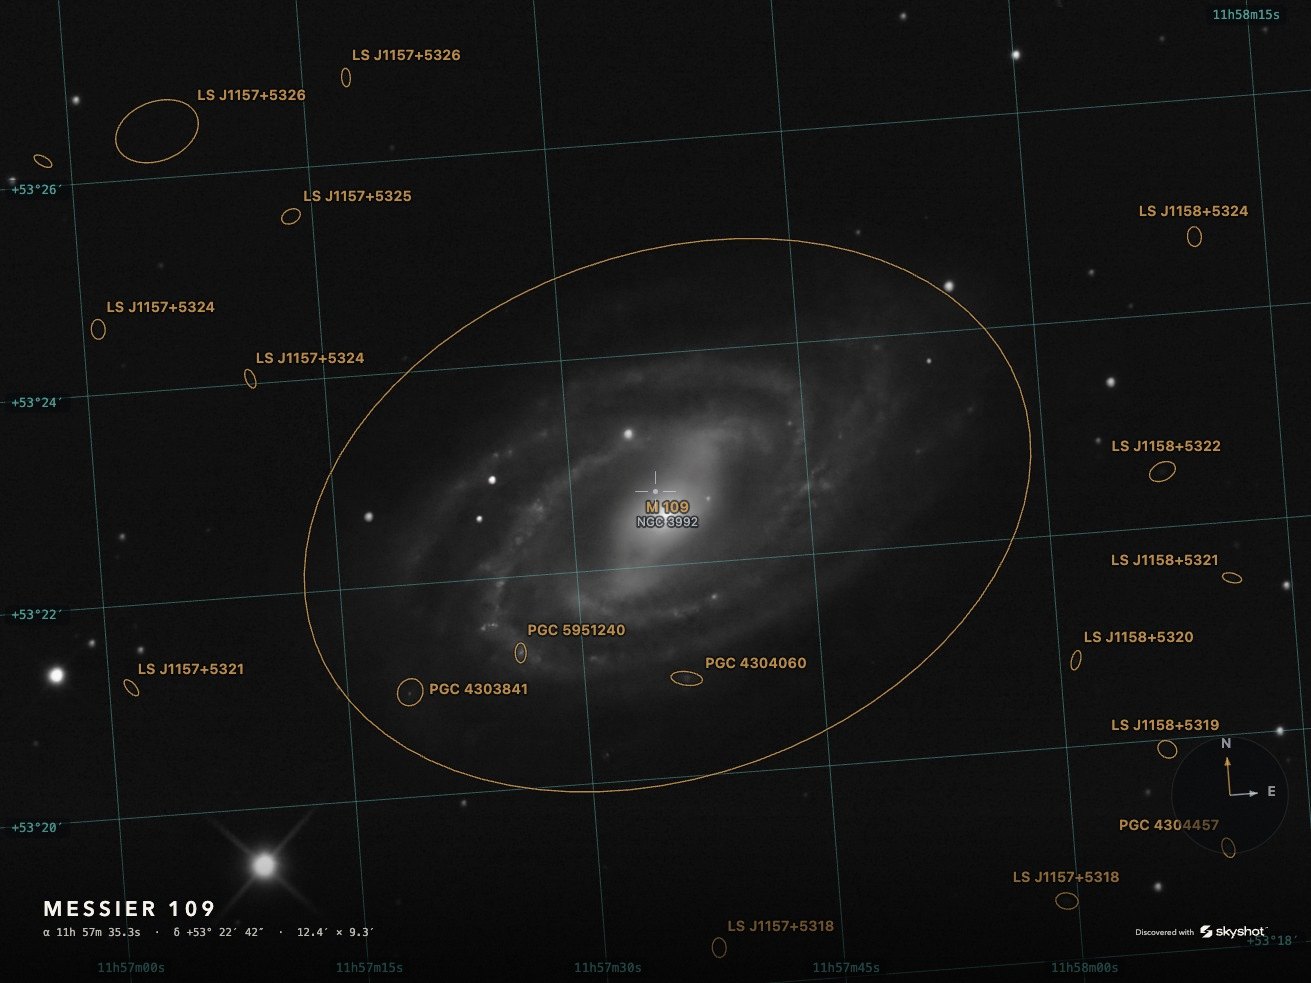 11h58m15s
LS J1157+5326
LS J1157+5326
+53°26′
LS J1157+5325
LS J1158+5324
LS J1157+5324
LS J1157+5324
+53°24′
LS J1158+5322
M 109
NGC 3992
LS J1158+5321
+53°22′
PGC 5951240
LS J1158+5320
LS J1157+5321
PGC 4304060
PGC 4303841
LS J1158+5319
N
E
+53°20′
PGC 4304457
LS J1157+5318
MESSIER 109
α 11h 57m 35.3s · δ +53° 22′ 42″ · 12.4′ × 9.3′
LS J1157+5318
Discovered with skyshot
+53°18′
11h57m00s
11h57m15s
11h57m30s
11h57m45s
11h58m00s